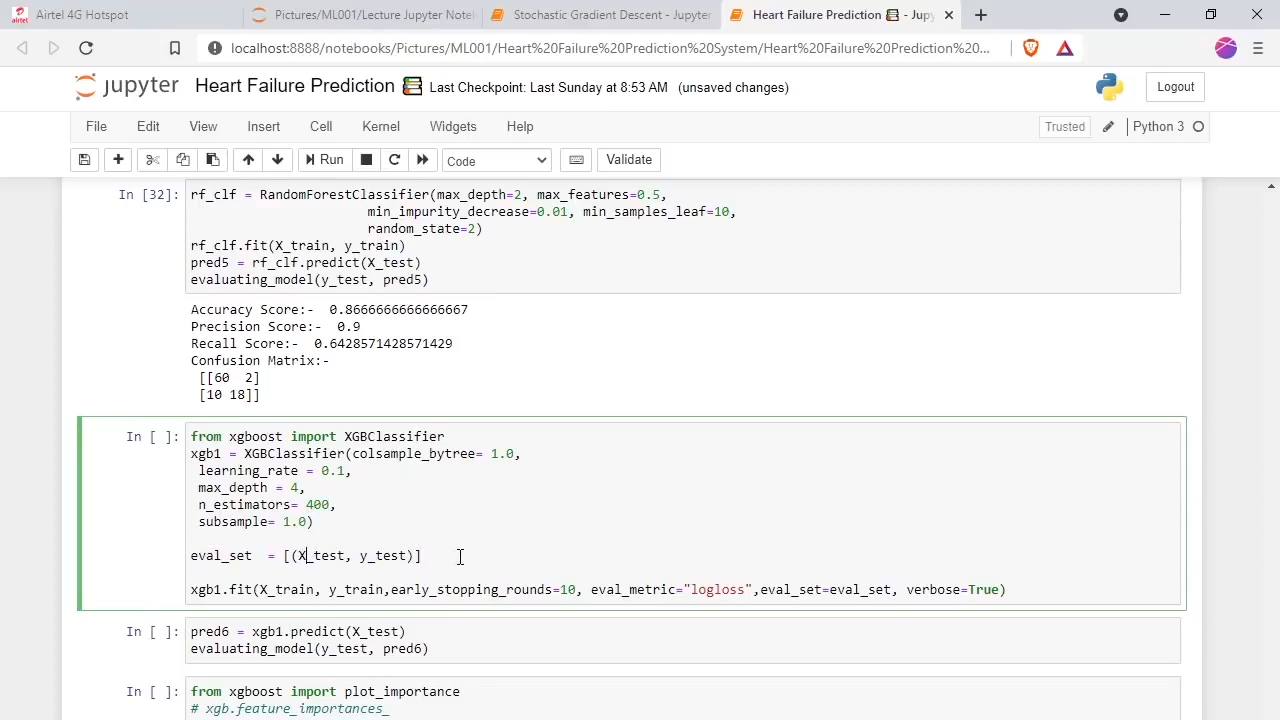 airtel Airtel 4G Hotspot
Pictures/ML001/Lecture Jupyter Note
Stochastic Gradient Descent - Jupyter
Heart Failure Prediction - Jupy
localhost:8888/notebooks/Pictures/ML001/Heart%20Failure%20Prediction%20System/Heart%20Failure%20Prediction%20...
jupyter Heart Failure Prediction Last Checkpoint: Last Sunday at 8:53 AM (unsaved changes) Logout
File Edit View Insert Cell Kernel Widgets Help Trusted Python 3
Run Code Validate
In [32]: rf_clf = RandomForestClassifier(max_depth=2, max_features=0.5,
min_impurity_decrease=0.01, min_samples_leaf=10,
random_state=2)
rf_clf.fit(X_train, y_train)
pred5 = rf_clf.predict(X_test)
evaluating_model(y_test, pred5)
Accuracy Score:- 0.8666666666666667
Precision Score:- 0.9
Recall Score:- 0.6428571428571429
Confusion Matrix:-
[[60 2]
[10 18]]
In [ ]: from xgboost import XGBClassifier
xgb1 = XGBClassifier(colsample_bytree= 1.0,
learning_rate = 0.1,
max_depth = 4,
n_estimators= 400,
subsample= 1.0)
eval_set = [(X_test, y_test)]
xgb1.fit(X_train, y_train,early_stopping_rounds=10, eval_metric="logloss",eval_set=eval_set, verbose=True)
In [ ]: pred6 = xgb1.predict(X_test)
evaluating_model(y_test, pred6)
In [ ]: from xgboost import plot_importance
# xgb.feature_importances_